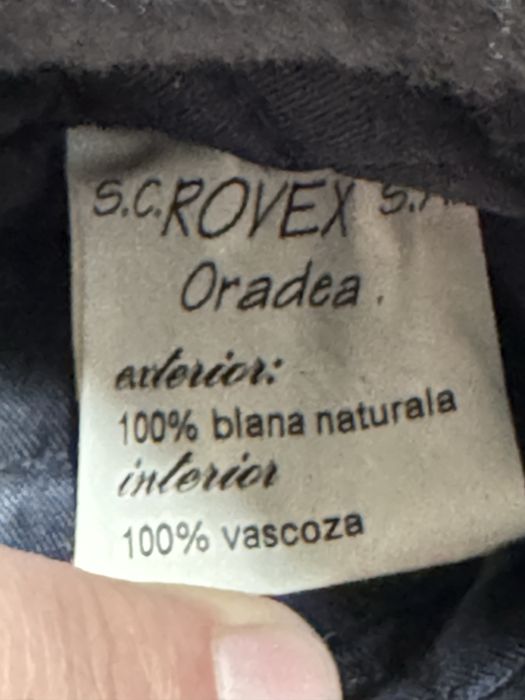 S.C. ROVEX
Oradea.
exterior:
100% blana naturala
interior
100% vascoza